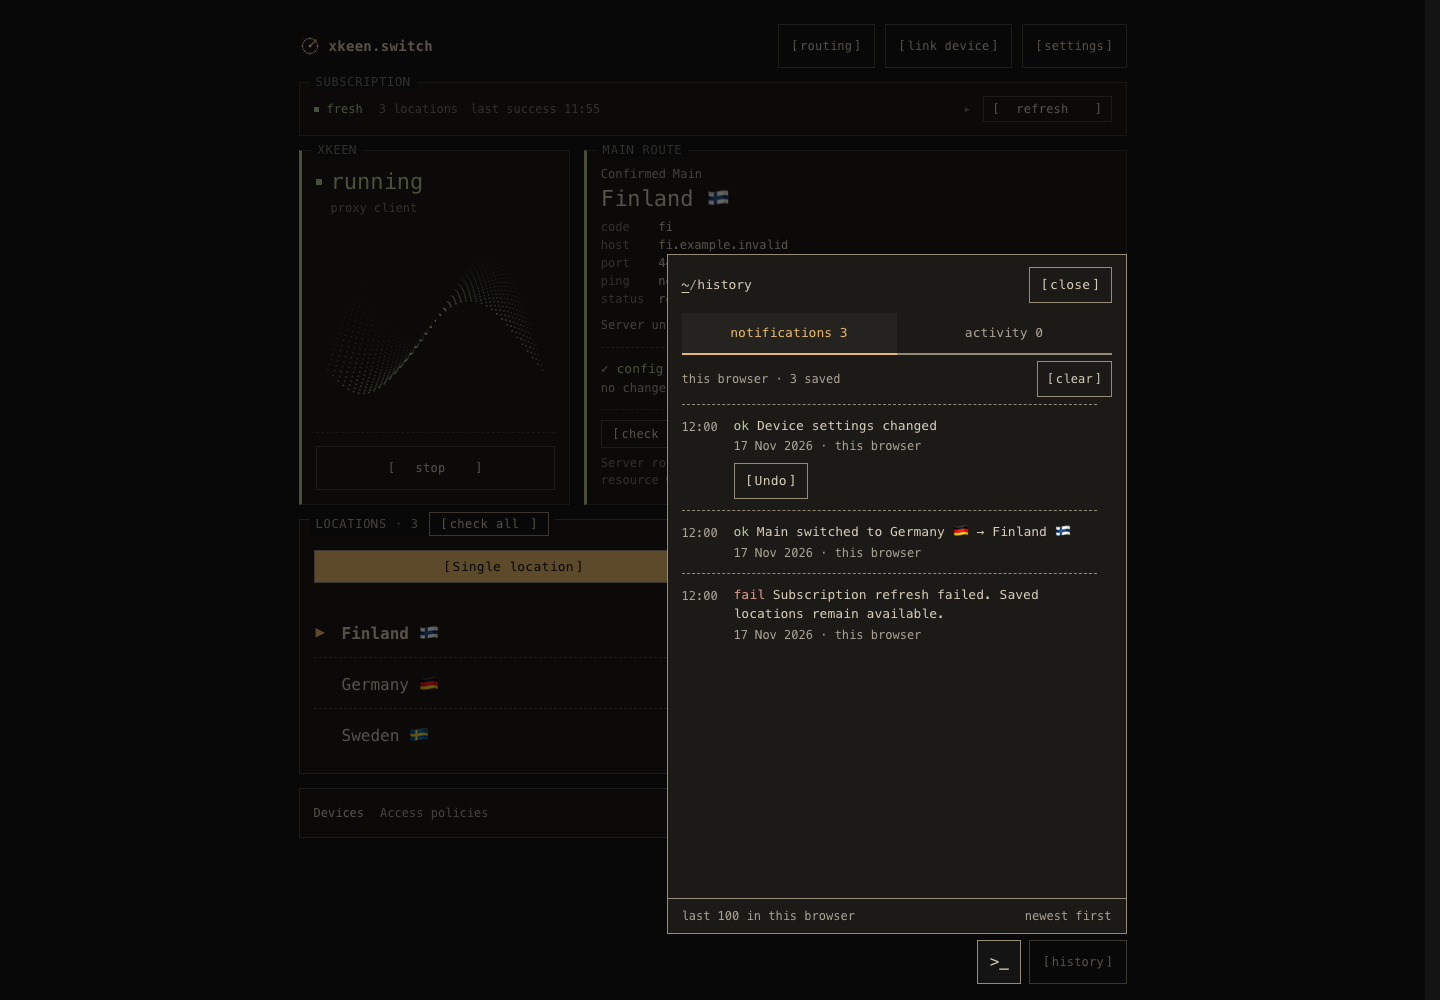 xkeen.switch
[routing]
[link device]
[settings]
SUBSCRIPTION
fresh 3 locations last success 11:55
[ refresh ]
XKEEN
running
proxy client
[ stop ]
MAIN ROUTE
Confirmed Main
Finland
code fi
host fi.example.invalid
port
ping
status
Server
✓ config
no change
[check
Server
resource
LOCATIONS · 3
[check all ]
[Single location]
Finland
Germany
Sweden
Devices Access policies
~/history
[close]
notifications 3
activity 0
this browser · 3 saved
[clear]
12:00 ok Device settings changed
17 Nov 2026 · this browser
[Undo]
12:00 ok Main switched to Germany → Finland
17 Nov 2026 · this browser
12:00 fail Subscription refresh failed. Saved
locations remain available.
17 Nov 2026 · this browser
last 100 in this browser
newest first
>_
[history]